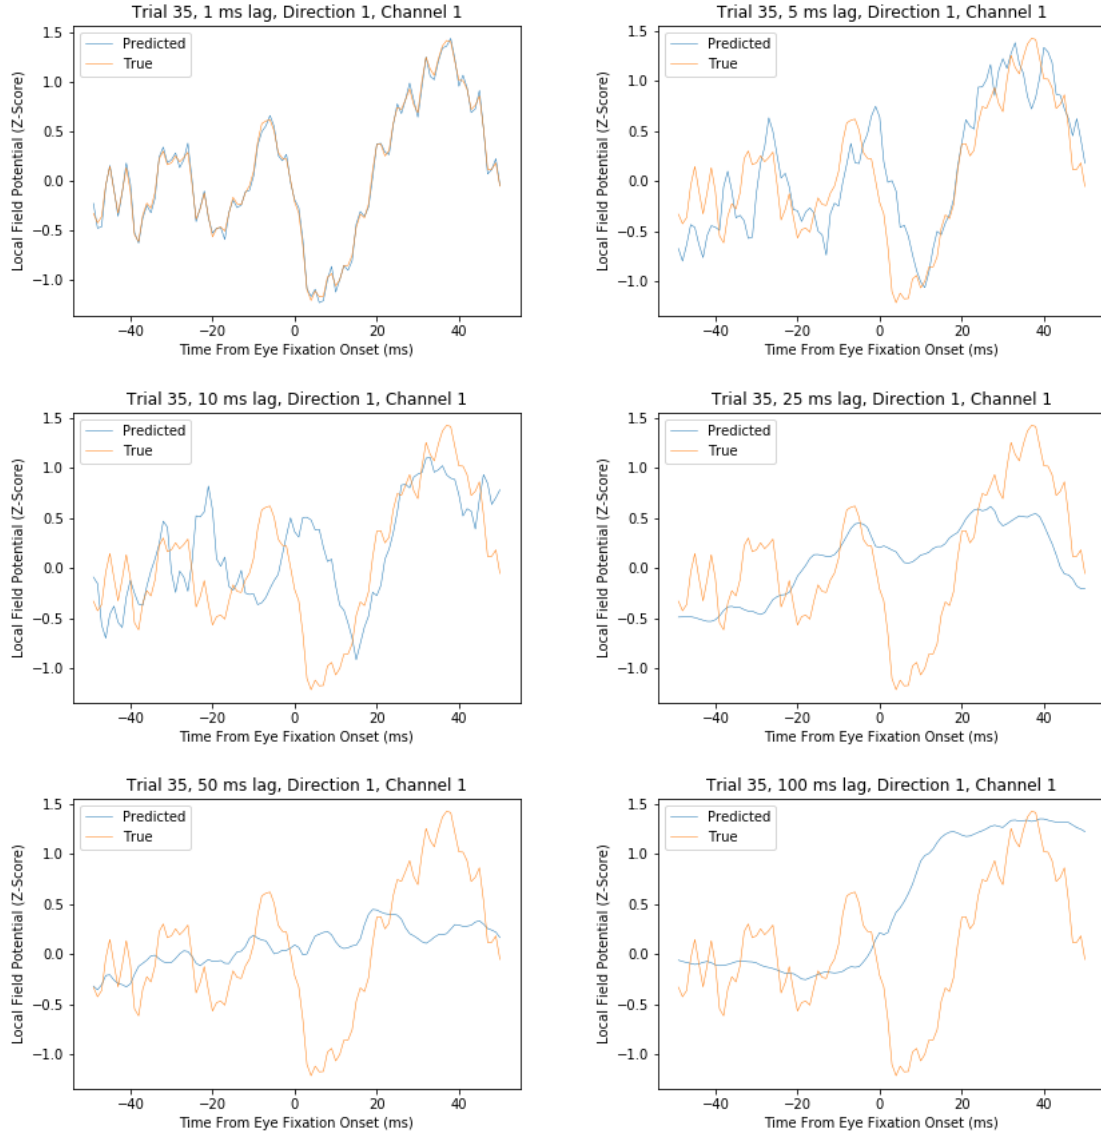 Trial 35, 1 ms lag, Direction 1, Channel 1
Predicted
True
1.5
1.0
0.5
0.0
−0.5
−1.0
Local Field Potential (Z-Score)
−40
−20
0
20
40
Time From Eye Fixation Onset (ms)
Trial 35, 5 ms lag, Direction 1, Channel 1
Predicted
True
1.5
1.0
0.5
0.0
−0.5
−1.0
Local Field Potential (Z-Score)
−40
−20
0
20
40
Time From Eye Fixation Onset (ms)
Trial 35, 10 ms lag, Direction 1, Channel 1
Predicted
True
1.5
1.0
0.5
0.0
−0.5
−1.0
Local Field Potential (Z-Score)
−40
−20
0
20
40
Time From Eye Fixation Onset (ms)
Trial 35, 25 ms lag, Direction 1, Channel 1
Predicted
True
1.5
1.0
0.5
0.0
−0.5
−1.0
Local Field Potential (Z-Score)
−40
−20
0
20
40
Time From Eye Fixation Onset (ms)
Trial 35, 50 ms lag, Direction 1, Channel 1
Predicted
True
1.5
1.0
0.5
0.0
−0.5
−1.0
Local Field Potential (Z-Score)
−40
−20
0
20
40
Time From Eye Fixation Onset (ms)
Trial 35, 100 ms lag, Direction 1, Channel 1
Predicted
True
1.5
1.0
0.5
0.0
−0.5
−1.0
Local Field Potential (Z-Score)
−40
−20
0
20
40
Time From Eye Fixation Onset (ms)